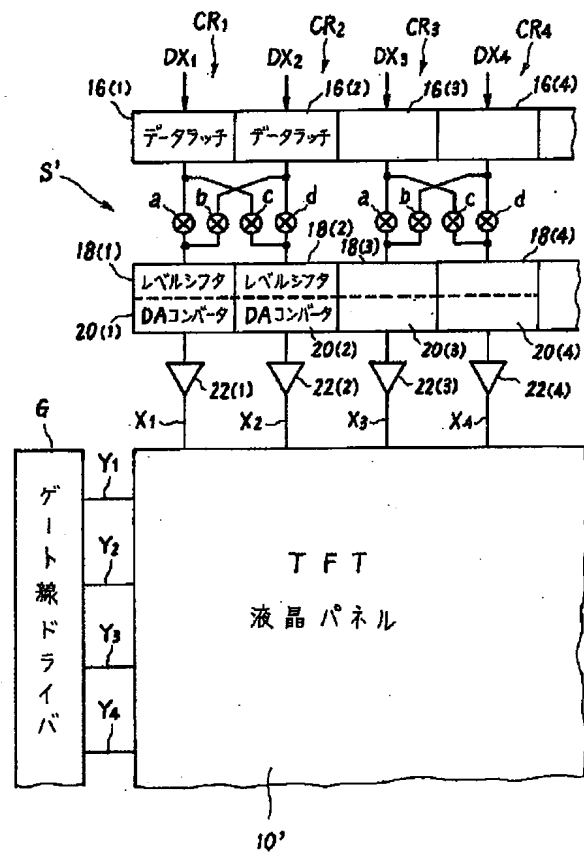 CR1 CR2 CR3 CR4
DX1 DX2 DX3 DX4
16(1) 16(2) 16(3) 16(4)
データラッチ データラッチ
S'
a b c d a b c d
18(1) 18(2) 18(3) 18(4)
レベルシフタ レベルシフタ
DAコンバータ DAコンバータ
20(1) 20(2) 20(3) 20(4)
22(1) 22(2) 22(3) 22(4)
X1 X2 X3 X4
G
ゲート線ドライバ
Y1
Y2
Y3
Y4
TFT
液晶パネル
10'